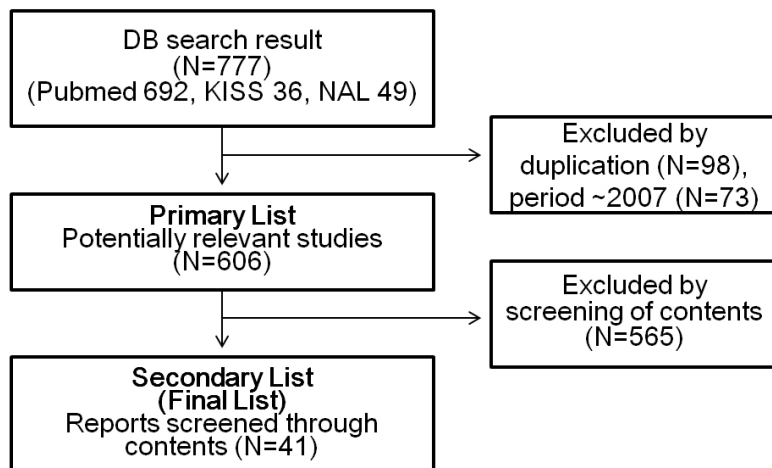 DB search result
(N=777)
(Pubmed 692, KISS 36, NAL 49)
Excluded by
duplication (N=98),
period ~2007 (N=73)
Primary List
Potentially relevant studies
(N=606)
Excluded by
screening of contents
(N=565)
Secondary List
(Final List)
Reports screened through
contents (N=41)